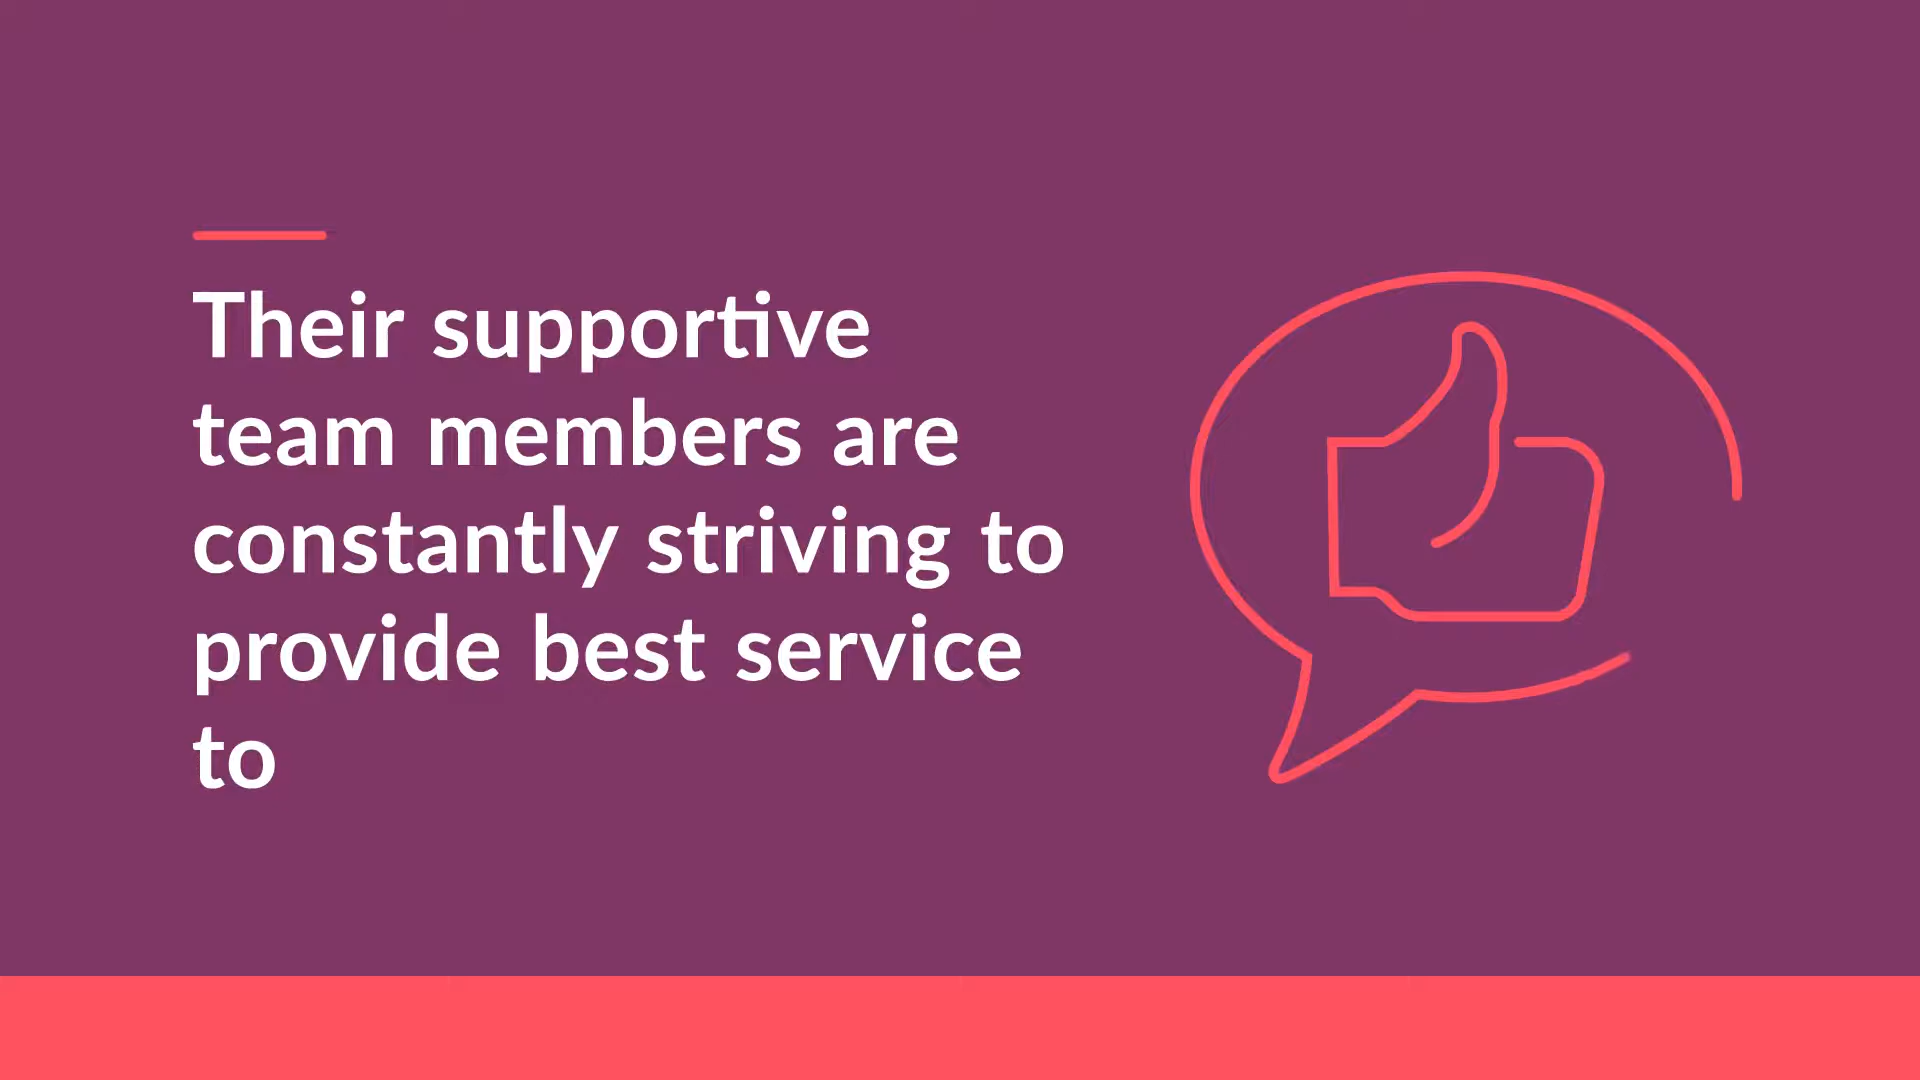 Their supportive
team members are
constantly striving to
provide best service
to